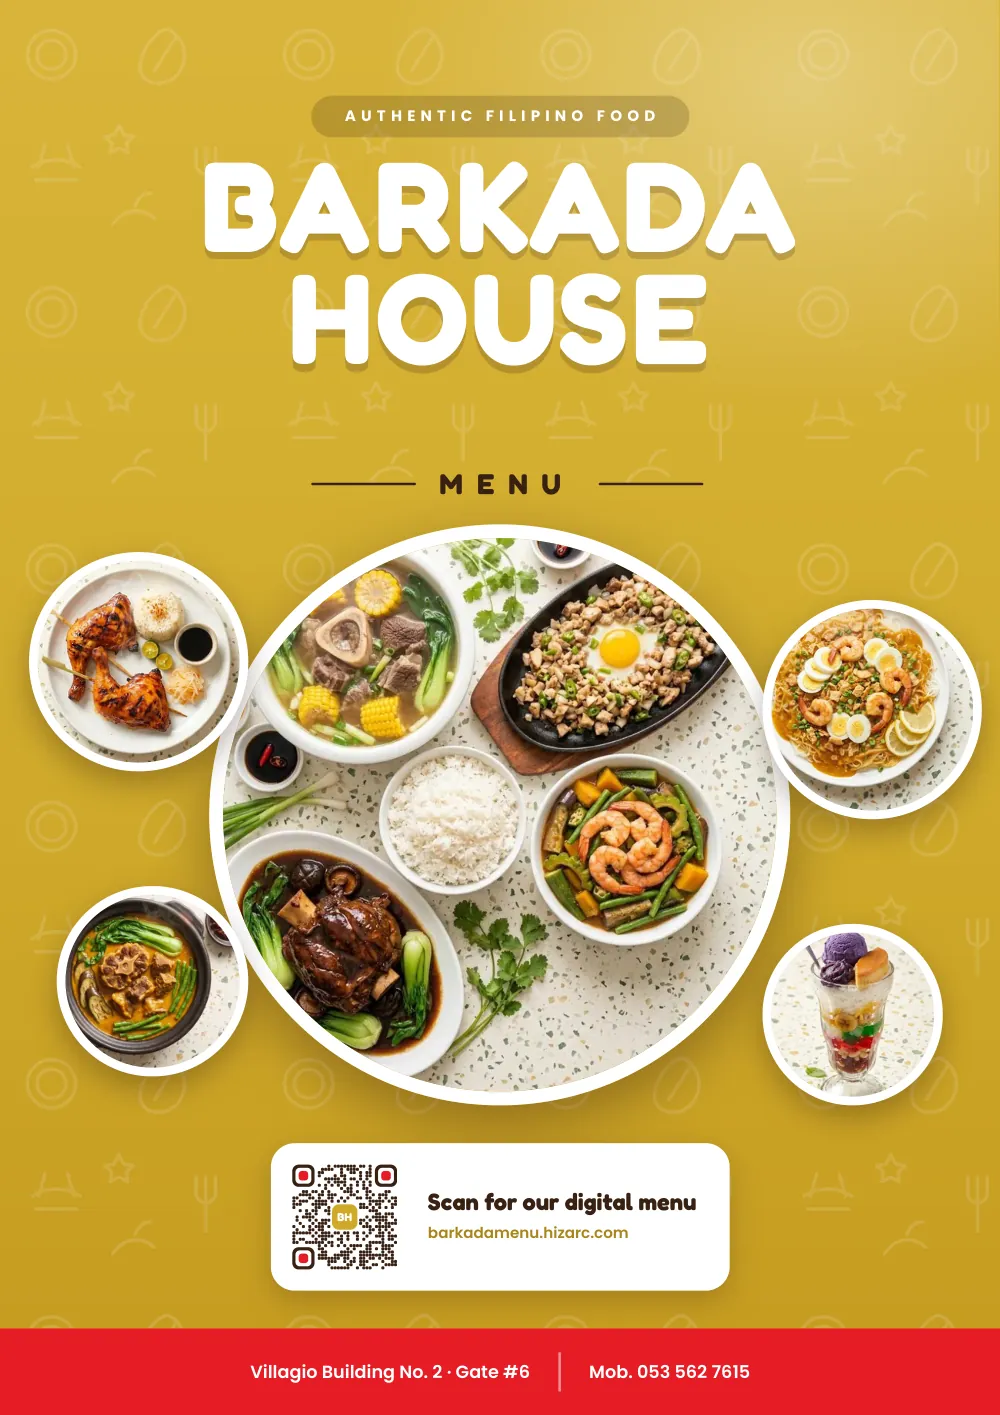 AUTHENTIC FILIPINO FOOD
BARKADA
HOUSE
MENU
BH
Scan for our digital menu
barkadamenu.hizarc.com
Villagio Building No. 2 · Gate #6
Mob. 053 562 7615